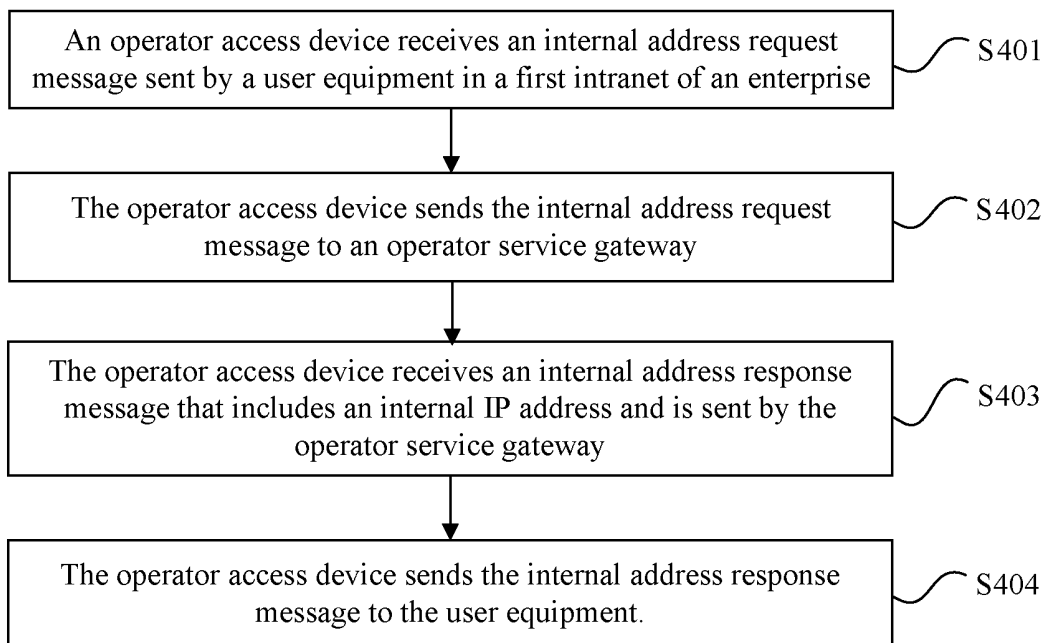 An operator access device receives an internal address request
message sent by a user equipment in a first intranet of an enterprise
S401
The operator access device sends the internal address request
message to an operator service gateway
S402
The operator access device receives an internal address response
message that includes an internal IP address and is sent by the
operator service gateway
S403
The operator access device sends the internal address response
message to the user equipment.
S404